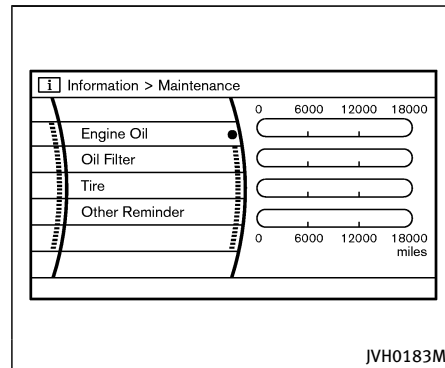 i Information > Maintenance
0 6000 12000 18000
Engine Oil
Oil Filter
Tire
Other Reminder
0 6000 12000 18000
miles
JVH0183M